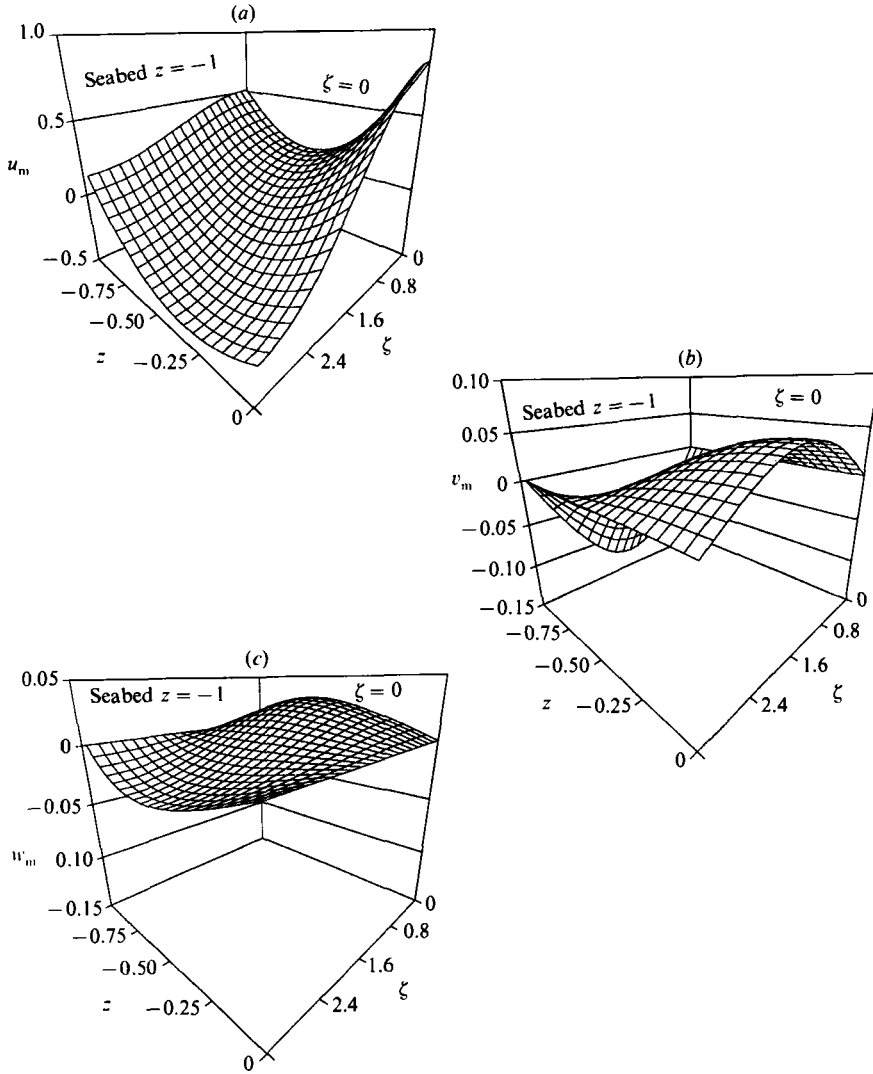 (a)
1.0
Seabed z = −1
ζ = 0
0.5
u_m
0
−0.5
−0.75
−0.50
z
−0.25
0
2.4
ζ
1.6
0.8
0
(b)
0.10
Seabed z = −1
ζ = 0
0.05
0
v_m
−0.05
−0.10
−0.15
−0.75
−0.50
z
−0.25
0
2.4
ζ
1.6
0.8
0
(c)
0.05
Seabed z = −1
ζ = 0
0
−0.05
w_m
0.10
−0.15
−0.75
−0.50
z
−0.25
0
2.4
ζ
1.6
0.8
0